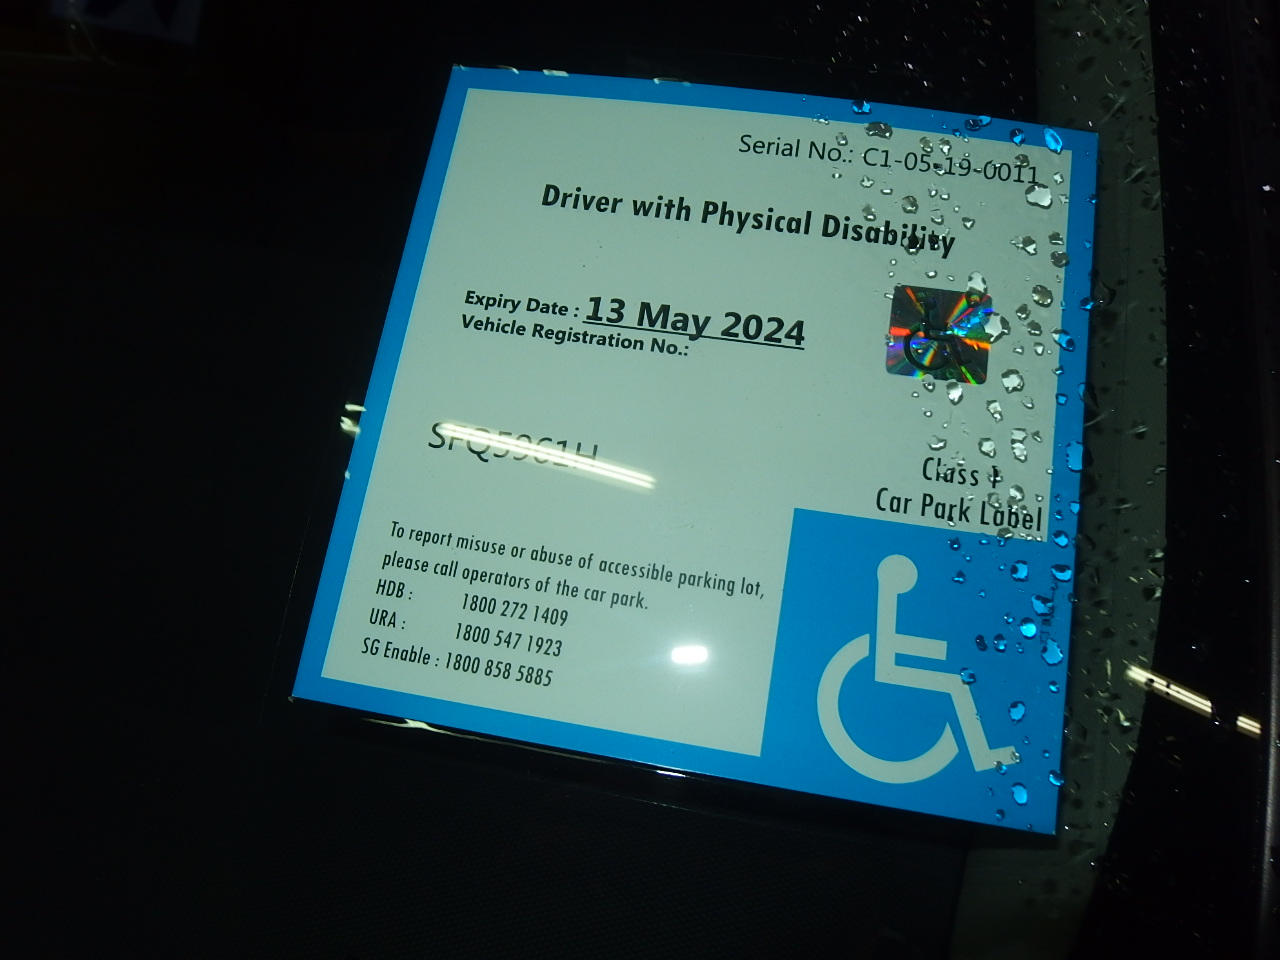 Serial No.: C1-05-19-0011
Driver with Physical Disability
Expiry Date : 13 May 2024
Vehicle Registration No.:
SFQ5961H
Class 1
Car Park Label
To report misuse or abuse of accessible parking lot,
please call operators of the car park.
HDB : 1800 272 1409
URA : 1800 547 1923
SG Enable : 1800 858 5885